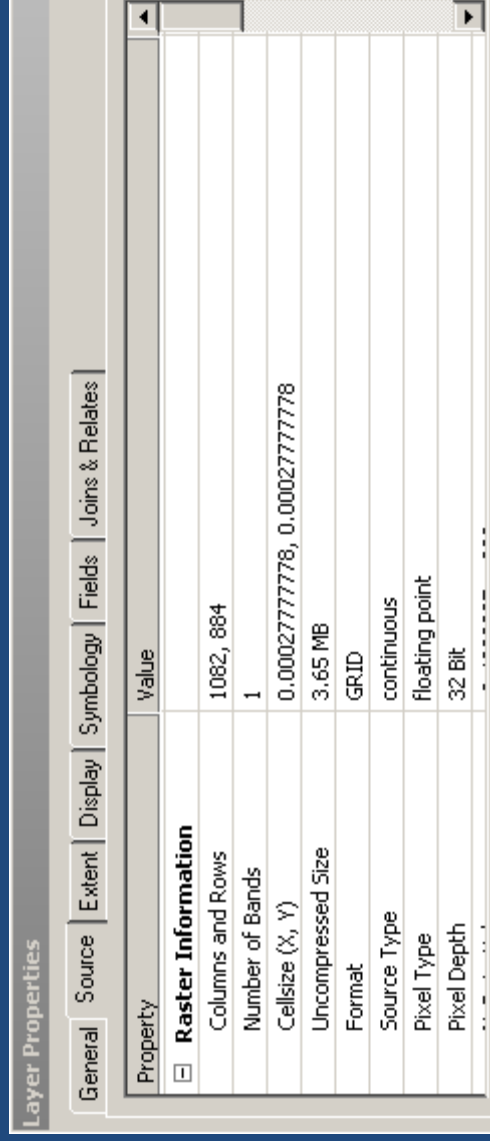 Layer Properties
General Source Extent Display Symbology Fields Joins & Relates
Property Value
Raster Information
Columns and Rows 1082, 884
Number of Bands 1
Cellsize (X, Y) 0.00027777778, 0.00027777778
Uncompressed Size 3.65 MB
Format GRID
Source Type continuous
Pixel Type floating point
Pixel Depth 32 Bit